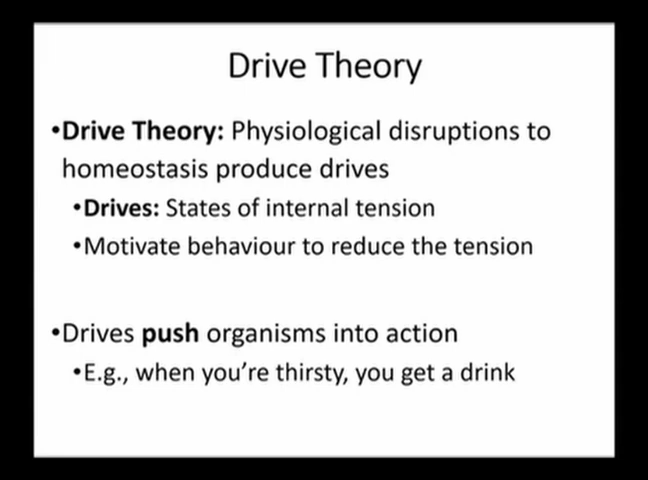 Drive Theory
•Drive Theory: Physiological disruptions to
homeostasis produce drives
•Drives: States of internal tension
•Motivate behaviour to reduce the tension
•Drives push organisms into action
•E.g., when you're thirsty, you get a drink